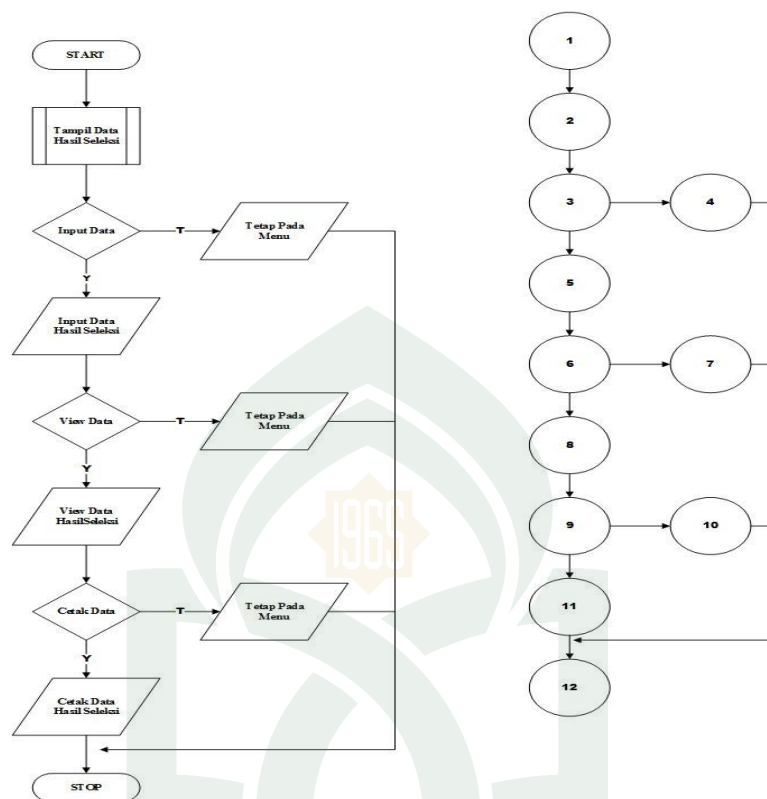 START
Tampil Data
Hasil Seleksi
Input Data
T
Tetap Pada
Menu
Y
Input Data
Hasil Seleksi
View Data
T
Tetap Pada
Menu
Y
View Data
HasilSeleksi
Cetak Data
T
Tetap Pada
Menu
Y
Cetak Data
Hasil Seleksi
STOP
1
2
3
4
5
6
7
8
9
10
11
12
1965